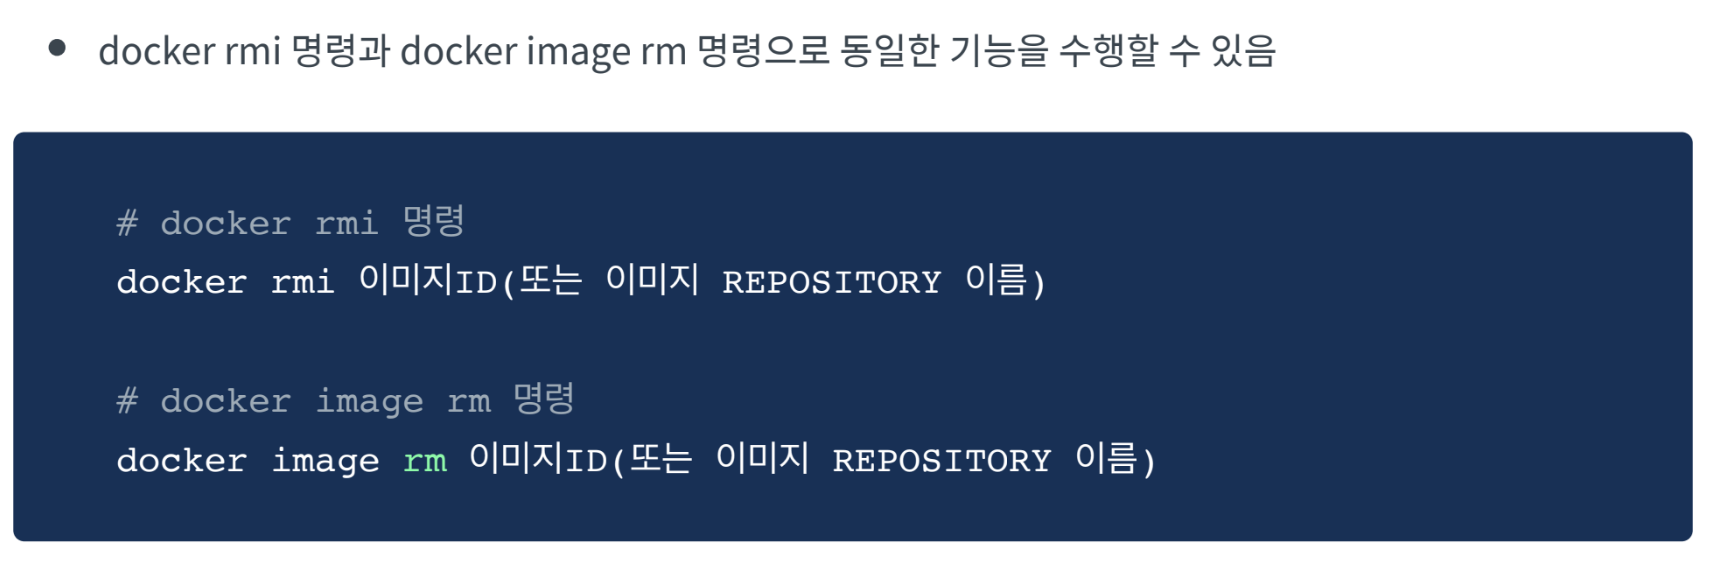 • docker rmi 명령과 docker image rm 명령으로 동일한 기능을 수행할 수 있음
# docker rmi 명령
docker rmi 이미지ID(또는 이미지 REPOSITORY 이름)
# docker image rm 명령
docker image rm 이미지ID(또는 이미지 REPOSITORY 이름)